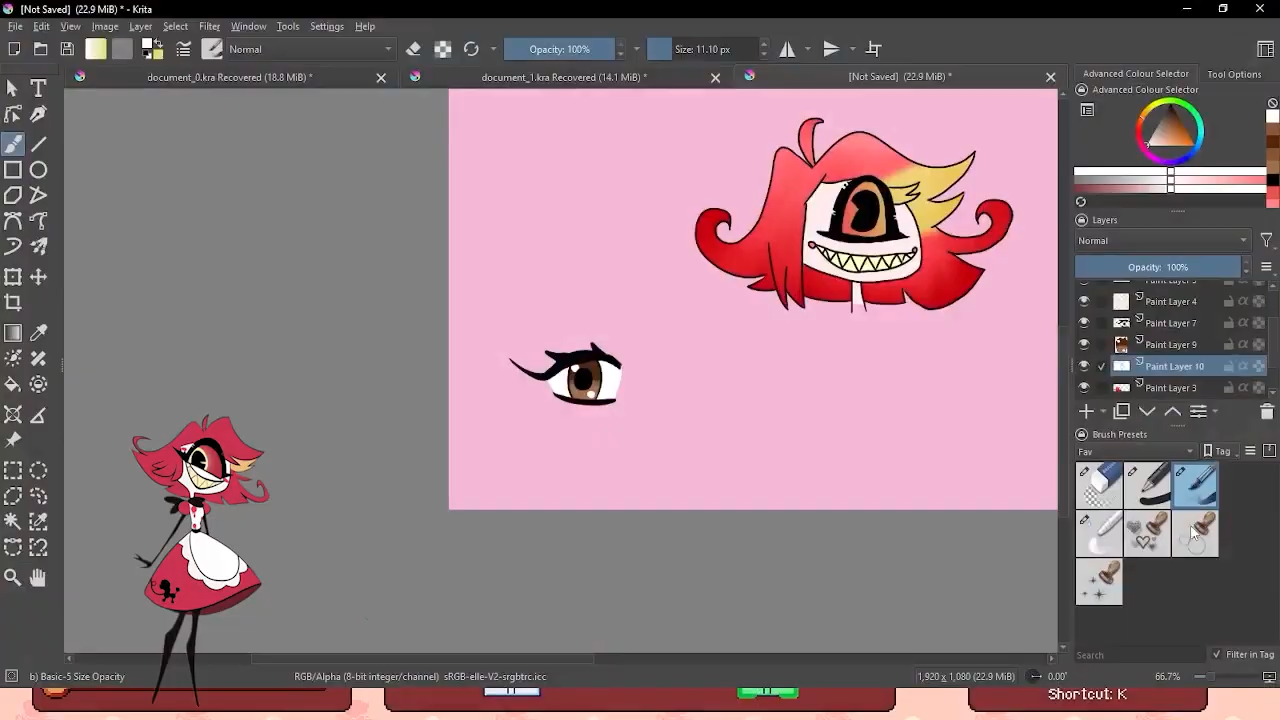 [Not Saved] (22.9 MiB) * - Krita
File Edit View Image Layer Select Filter Window Tools Settings Help
Normal Opacity: 100% Size: 11.10 px
document_0.kra Recovered (18.8 MiB) * document_1.kra Recovered (14.1 MiB) * [Not Saved] (22.9 MiB) *
Advanced Colour Selector Tool Options
Advanced Colour Selector
Layers
Normal
Opacity: 100%
Paint Layer 4
Paint Layer 7
Paint Layer 9
Paint Layer 10
Paint Layer 3
Brush Presets
Fav Tag
Search Filter in Tag
b) Basic-5 Size Opacity RGB/Alpha (8-bit integer/channel) sRGB-elle-V2-srgbtrc.icc 1,920 x 1,080 (22.9 MiB) 0.00° 66.7%
Shortcut: K